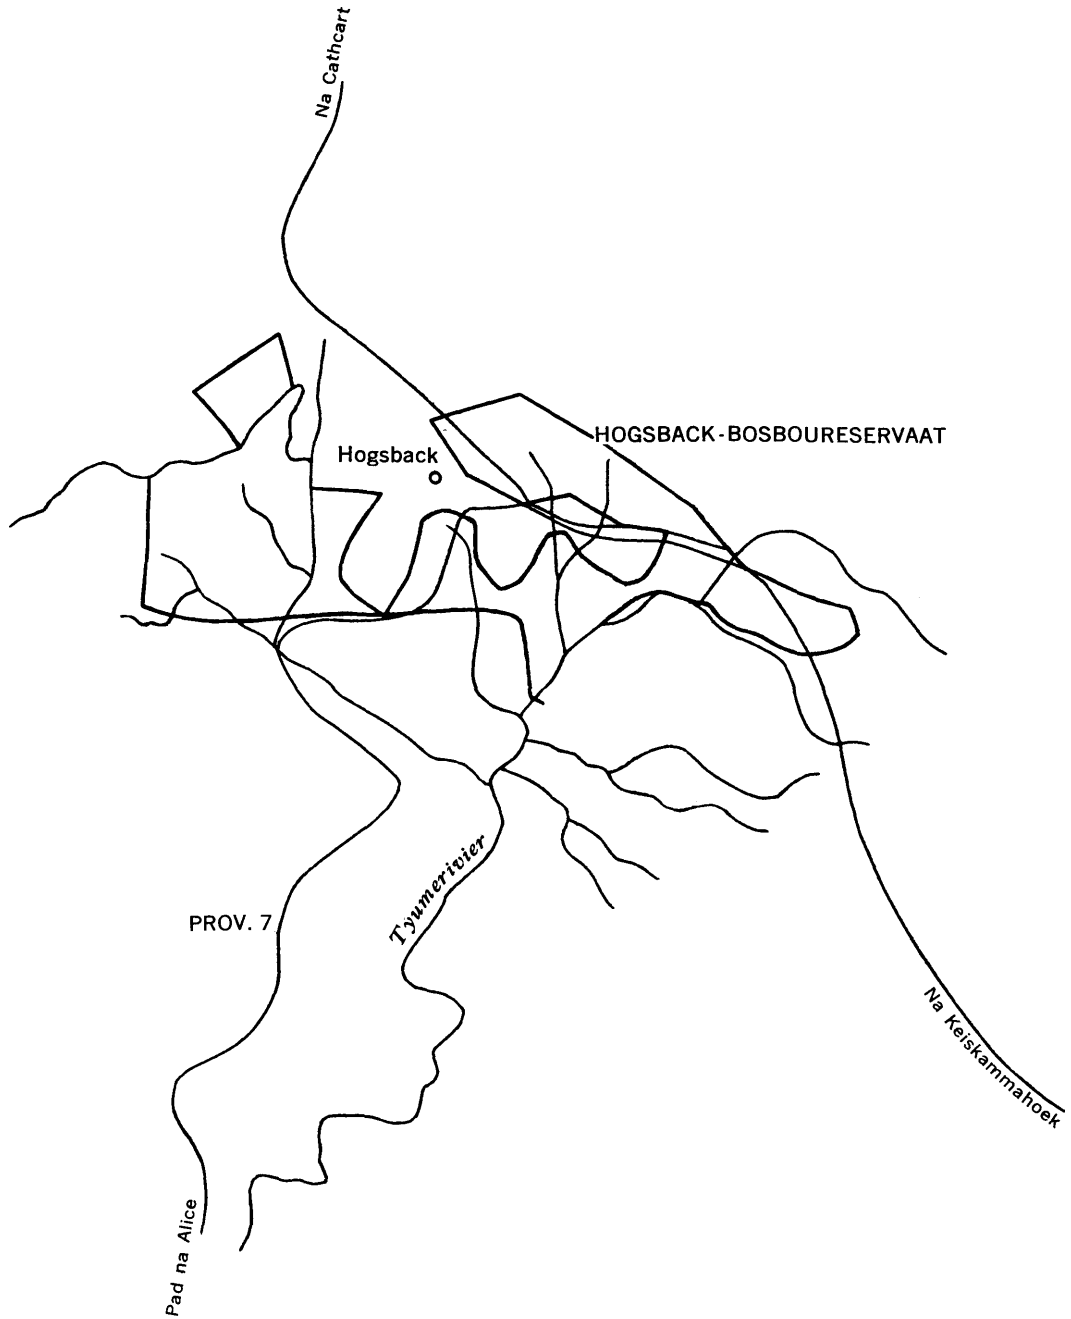 Na Cathcart
HOGSBACK-BOSBOURESERVAAT
Hogsback
Tyumerivier
PROV. 7
Na Keiskammahoek
Pad na Alice